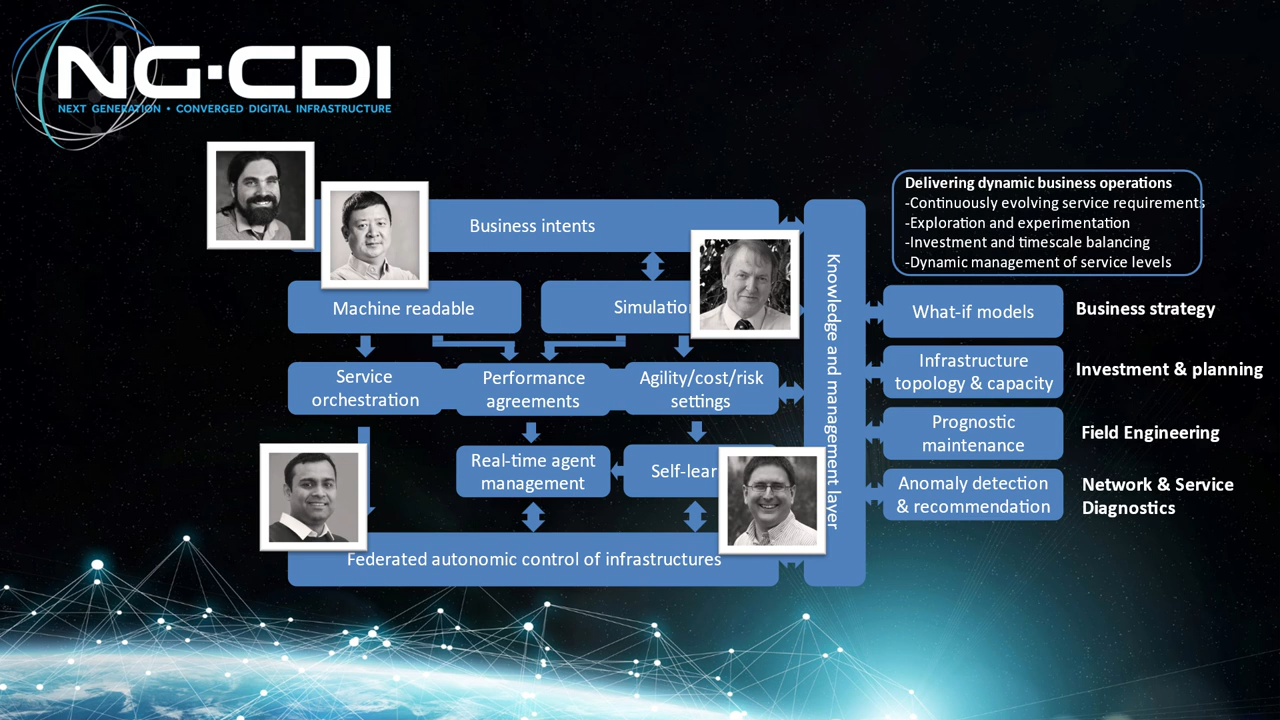 NG·CDI
NEXT GENERATION • CONVERGED DIGITAL INFRASTRUCTURE
Delivering dynamic business operations
-Continuously evolving service requirements
-Exploration and experimentation
-Investment and timescale balancing
-Dynamic management of service levels
Business intents
Machine readable
Simulation
Service
orchestration
Performance
agreements
Agility/cost/risk
settings
Real-time agent
management
Self-lear
Federated autonomic control of infrastructures
Knowledge and management layer
What-if models
Business strategy
Infrastructure
topology & capacity
Investment & planning
Prognostic
maintenance
Field Engineering
Anomaly detection
& recommendation
Network & Service
Diagnostics